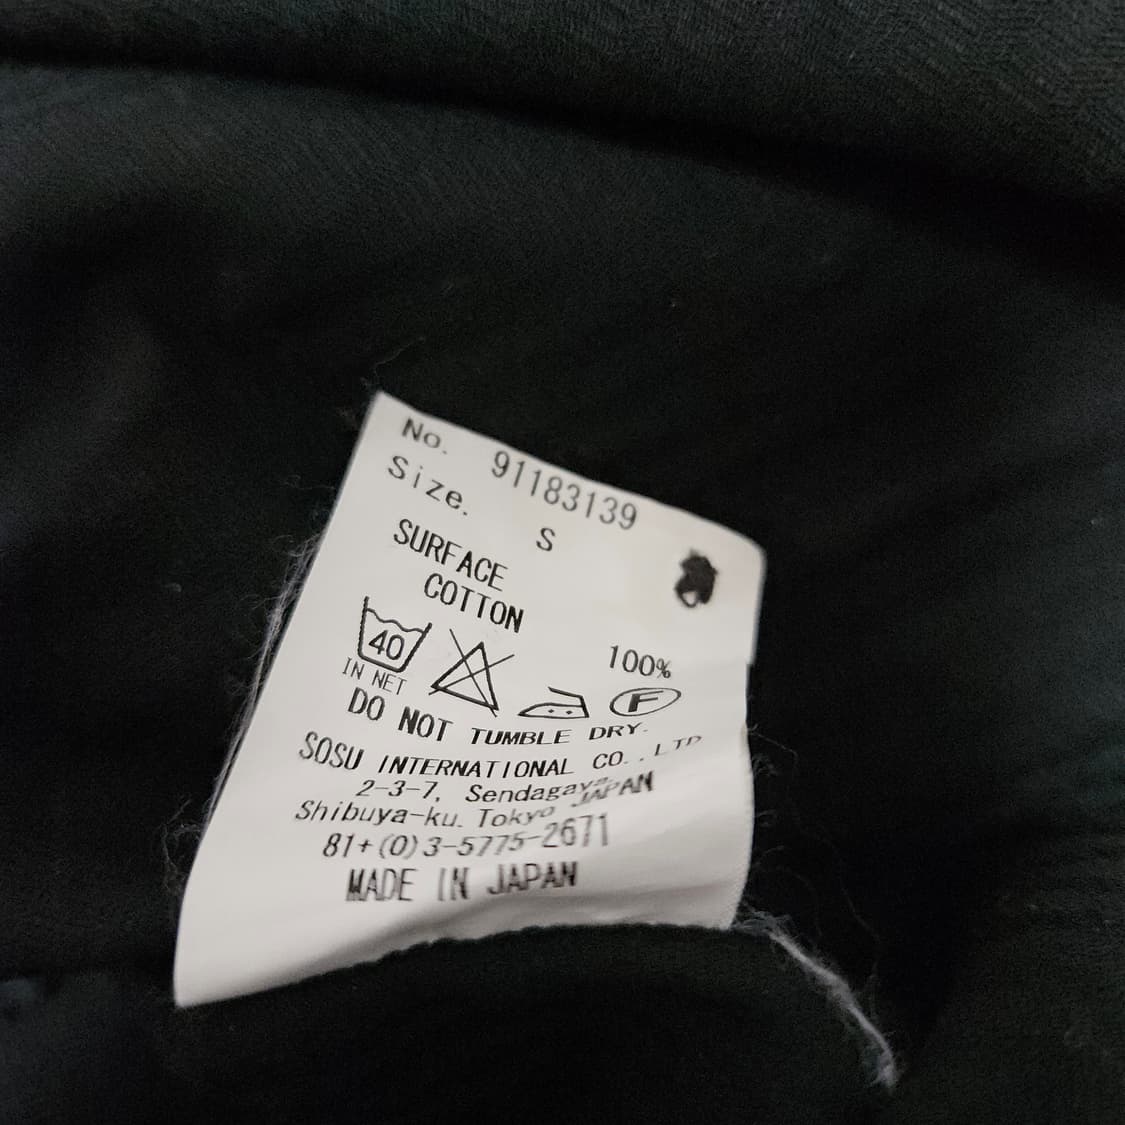 No. 91183139
Size. S
SURFACE
COTTON 100%
40
IN NET
F
DO NOT TUMBLE DRY.
SOSU INTERNATIONAL CO., LTD
2-3-7, Sendagaya,
Shibuya-ku. Tokyo JAPAN
81+(0)3-5775-2671
MADE IN JAPAN